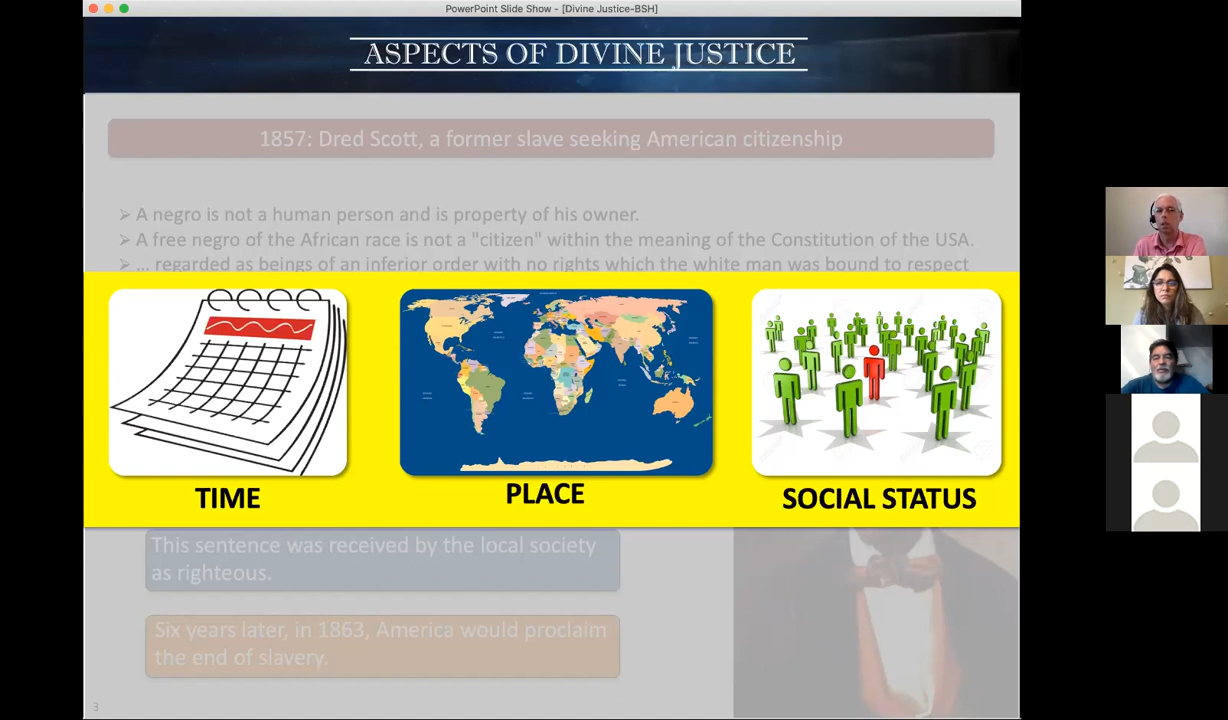 PowerPoint Slide Show - [Divine Justice-BSH]
ASPECTS OF DIVINE JUSTICE
1857: Dred Scott, a former slave seeking American citizenship
➢ A negro is not a human person and is property of his owner.
➢ A free negro of the African race is not a "citizen" within the meaning of the Constitution of the USA.
➢ ... regarded as beings of an inferior order with no rights which the white man was bound to respect
TIME
PLACE
SOCIAL STATUS
This sentence was received by the local society
as righteous.
Six years later, in 1863, America would proclaim
the end of slavery.
3